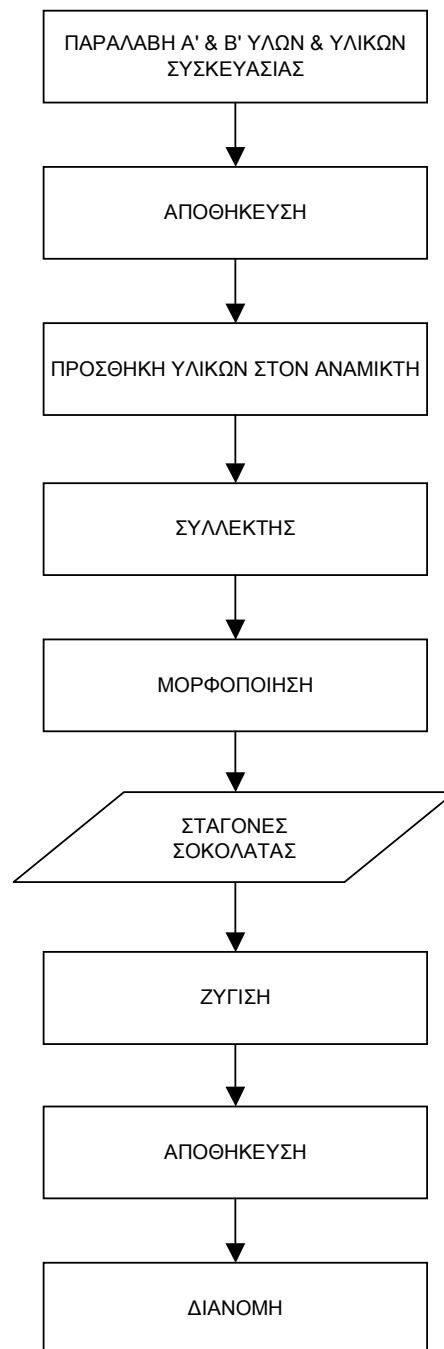 ΠΑΡΑΛΑΒΗ Α' & Β' ΥΛΩΝ & ΥΛΙΚΩΝ
ΣΥΣΚΕΥΑΣΙΑΣ
ΑΠΟΘΗΚΕΥΣΗ
ΠΡΟΣΘΗΚΗ ΥΛΙΚΩΝ ΣΤΟΝ ΑΝΑΜΙΚΤΗ
ΣΥΛΛΕΚΤΗΣ
ΜΟΡΦΟΠΟΙΗΣΗ
ΣΤΑΓΟΝΕΣ
ΣΟΚΟΛΑΤΑΣ
ΖΥΓΙΣΗ
ΑΠΟΘΗΚΕΥΣΗ
ΔΙΑΝΟΜΗ